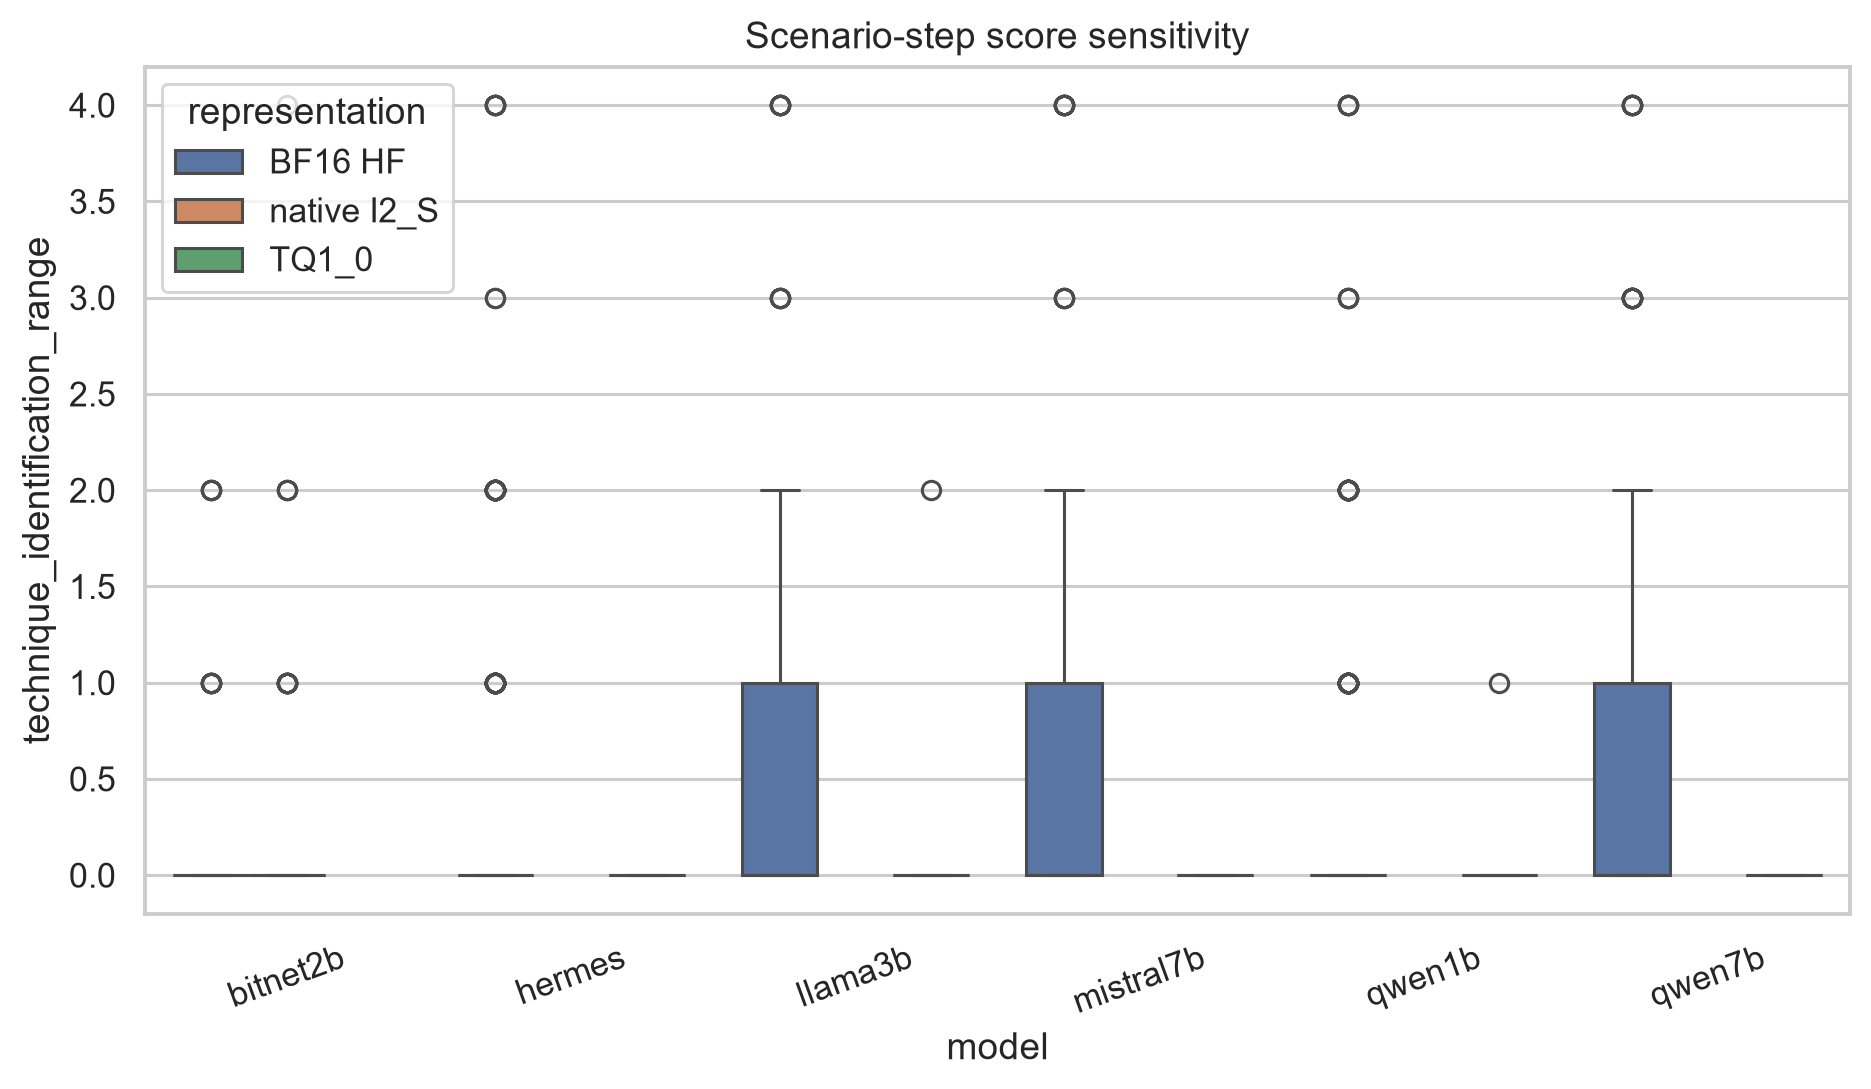 Scenario-step score sensitivity
representation
BF16 HF
native I2_S
TQ1_0
technique_identification_range
4.0
3.5
3.0
2.5
2.0
1.5
1.0
0.5
0.0
bitnet2b
hermes
llama3b
mistral7b
qwen1b
qwen7b
model